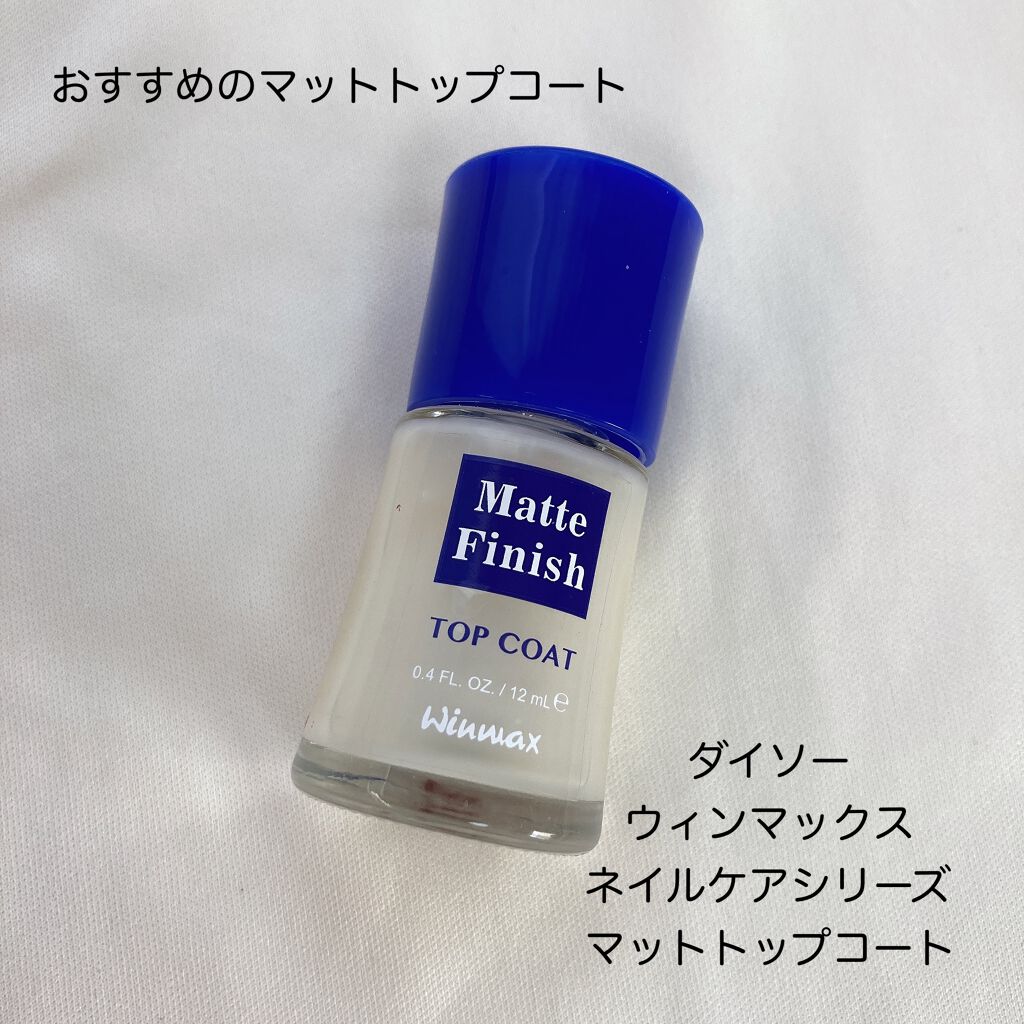 おすすめのマットトップコート
Matte
Finish
TOP COAT
0.4 FL. OZ. / 12 mL ℮
Winmax
ダイソー
ウィンマックス
ネイルケアシリーズ
マットトップコート